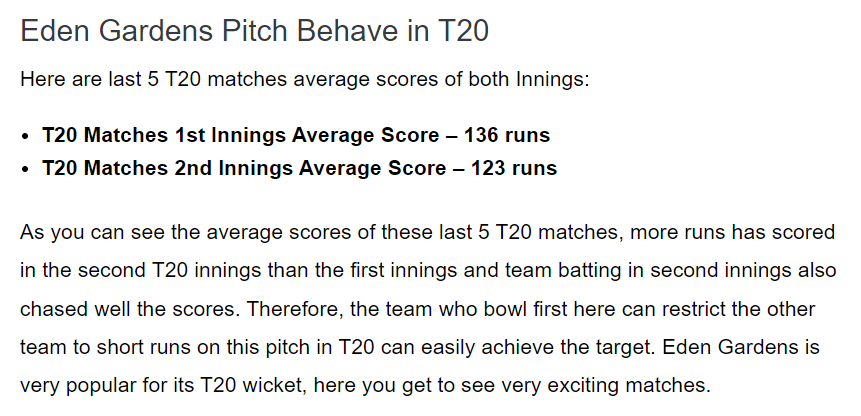 Eden Gardens Pitch Behave in T20
Here are last 5 T20 matches average scores of both Innings:
• T20 Matches 1st Innings Average Score – 136 runs
• T20 Matches 2nd Innings Average Score – 123 runs
As you can see the average scores of these last 5 T20 matches, more runs has scored
in the second T20 innings than the first innings and team batting in second innings also
chased well the scores. Therefore, the team who bowl first here can restrict the other
team to short runs on this pitch in T20 can easily achieve the target. Eden Gardens is
very popular for its T20 wicket, here you get to see very exciting matches.